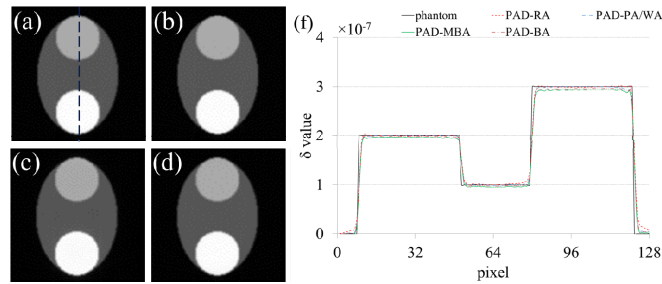 (a)
(b)
(c)
(d)
(f)
phantom
PAD-RA
PAD-PA/WA
PAD-MBA
PAD-BA
×10⁻⁷
4
3
2
1
0
δ value
0
32
64
96
128
pixel